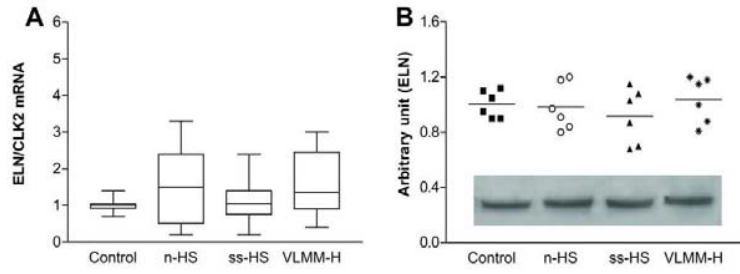 A
ELN/CLK2 mRNA
6
5
4
3
2
1
0
Control n-HS ss-HS VLMM-H
B
Arbitrary unit (ELN)
1.6
1.2
0.8
0.4
0.0
Control n-HS ss-HS VLMM-H